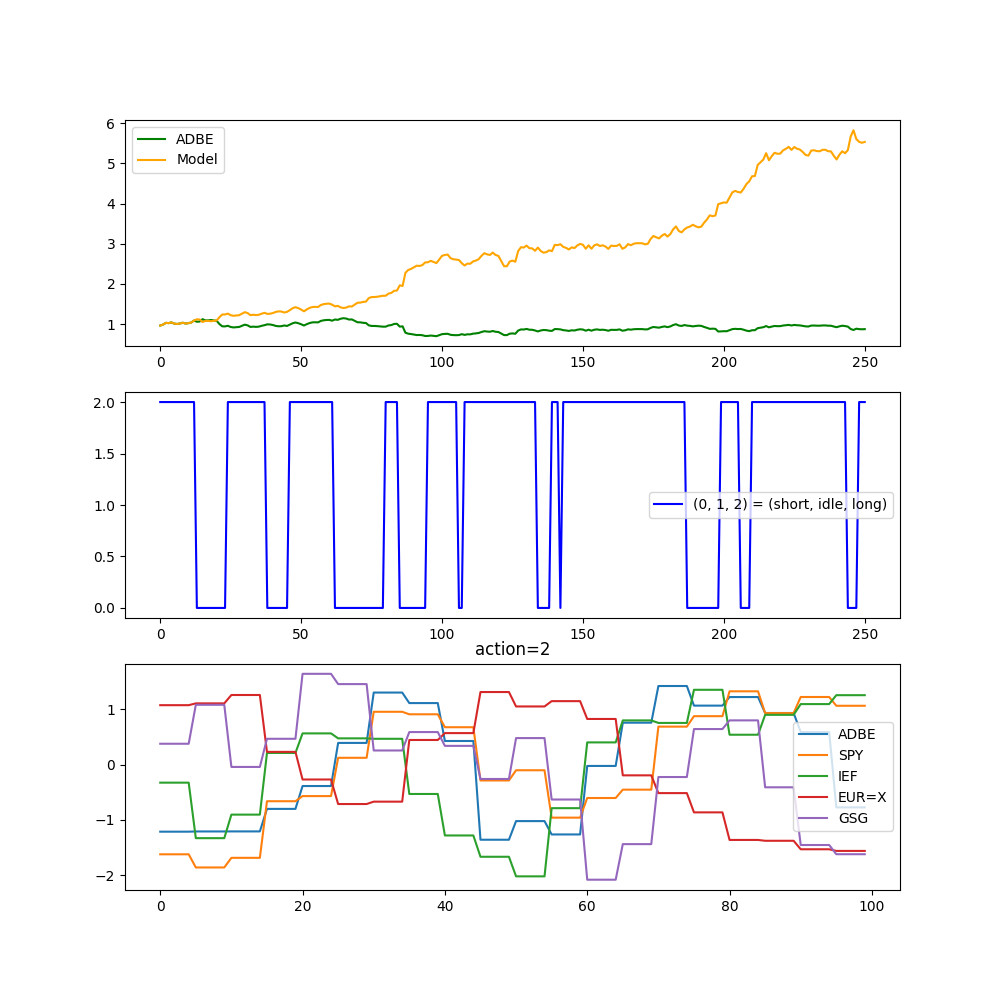 6
5
4
3
2
1
ADBE
Model
0 50 100 150 200 250
2.0
1.5
1.0
0.5
0.0
(0, 1, 2) = (short, idle, long)
0 50 100 150 200 250
action=2
1
0
−1
−2
ADBE
SPY
IEF
EUR=X
GSG
0 20 40 60 80 100